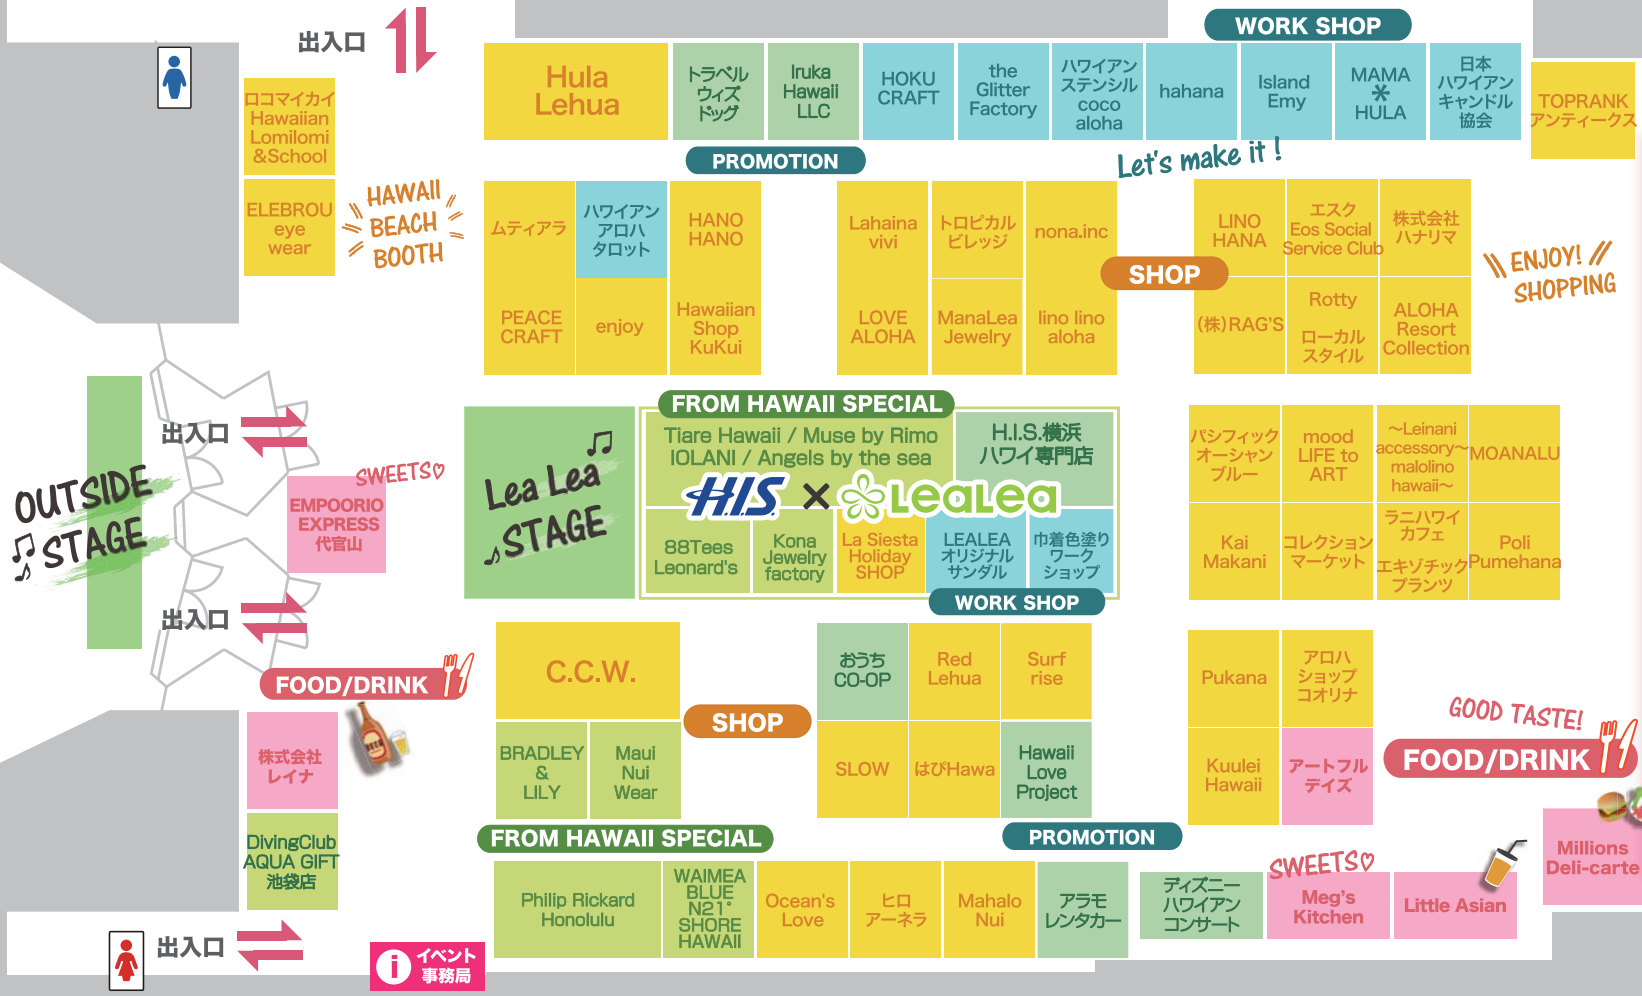 出入口
WORK SHOP
Hula
Lehua
トラベル
ウィズ
ドッグ
Iruka
Hawaii
LLC
HOKU
CRAFT
the
Glitter
Factory
ハワイアン
ステンシル
coco
aloha
hahana
Island
Emy
MAMA
*
HULA
日本
ハワイアン
キャンドル
協会
TOPRANK
アンティークス
ロコマイカイ
Hawaiian
Lomilomi
&School
ELEBROU
eye
wear
HAWAII
BEACH
BOOTH
PROMOTION
Let's make it!
ムティアラ
ハワイアン
アロハ
タロット
HANO
HANO
PEACE
CRAFT
enjoy
Hawaiian
Shop
KuKui
Lahaina
vivi
トロピカル
ビレッジ
nona.inc
LOVE
ALOHA
ManaLea
Jewelry
lino lino
aloha
SHOP
LINO
HANA
エスク
Eos Social
Service Club
株式会社
ハナリマ
(株)RAG'S
Rotty
ローカル
スタイル
ALOHA
Resort
Collection
ENJOY!
SHOPPING
出入口
OUTSIDE
STAGE
SWEETS♡
EMPOORIO
EXPRESS
代官山
出入口
Lea Lea
STAGE
FROM HAWAII SPECIAL
Tiare Hawaii / Muse by Rimo
IOLANI / Angels by the sea
H.I.S.横浜
ハワイ専門店
H.I.S. × LeaLea
88Tees
Leonard's
Kona
Jewelry
factory
La Siesta
Holiday
SHOP
LEALEA
オリジナル
サンダル
巾着色塗り
ワーク
ショップ
WORK SHOP
パシフィック
オーシャン
ブルー
mood
LIFE to
ART
～Leinani
accessory～
malolino
hawaii～
MOANALU
Kai
Makani
コレクション
マーケット
ラニハワイ
カフェ
エキゾチック
プランツ
Poli
Pumehana
FOOD/DRINK
BEER
株式会社
レイナ
DivingClub
AQUA GIFT
池袋店
C.C.W.
BRADLEY
&
LILY
Maui
Nui
Wear
SHOP
おうち
CO-OP
Red
Lehua
Surf
rise
SLOW
はぴHawa
Hawaii
Love
Project
Pukana
アロハ
ショップ
コオリナ
Kuulei
Hawaii
アートフル
デイズ
GOOD TASTE!
FOOD/DRINK
FROM HAWAII SPECIAL
PROMOTION
Philip Rickard
Honolulu
WAIMEA
BLUE
N21°
SHORE
HAWAII
Ocean's
Love
ヒロ
アーネラ
Mahalo
Nui
アラモ
レンタカー
ディズニー
ハワイアン
コンサート
SWEETS♡
Meg's
Kitchen
Little Asian
Millions
Deli-carte
出入口
i イベント
事務局